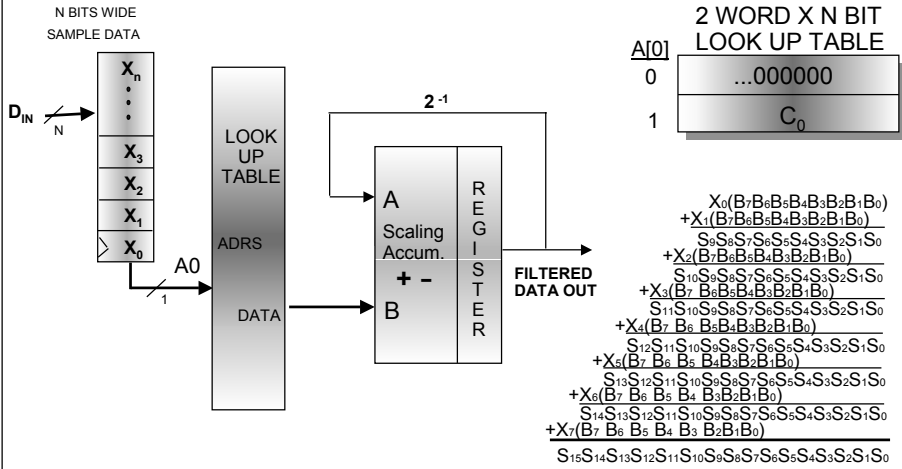 N BITS WIDE
SAMPLE DATA
Xn
X3
X2
X1
X0
DIN
N
A0
1
LOOK
UP
TABLE
ADRS
DATA
2 -1
A
Scaling
Accum.
+ -
B
REGISTER
FILTERED
DATA OUT
2 WORD X N BIT
LOOK UP TABLE
A[0]
0
...000000
1
C0
X0(B7B6B5B4B3B2B1B0)
+X1(B7B6B5B4B3B2B1B0)
S9S8S7S6S5S4S3S2S1S0
+X2(B7B6B5B4B3B2B1B0)
S10S9S8S7S6S5S4S3S2S1S0
+X3(B7 B6B5B4B3B2B1B0)
S11S10S9S8S7S6S5S4S3S2S1S0
+X4(B7 B6 B5B4B3B2B1B0)
S12S11S10S9S8S7S6S5S4S3S2S1S0
+X5(B7 B6 B5 B4B3B2B1B0)
S13S12S11S10S9S8S7S6S5S4S3S2S1S0
+X6(B7 B6 B5 B4 B3B2B1B0)
S14S13S12S11S10S9S8S7S6S5S4S3S2S1S0
+X7(B7 B6 B5 B4 B3 B2B1B0)
S15S14S13S12S11S10S9S8S7S6S5S4S3S2S1S0